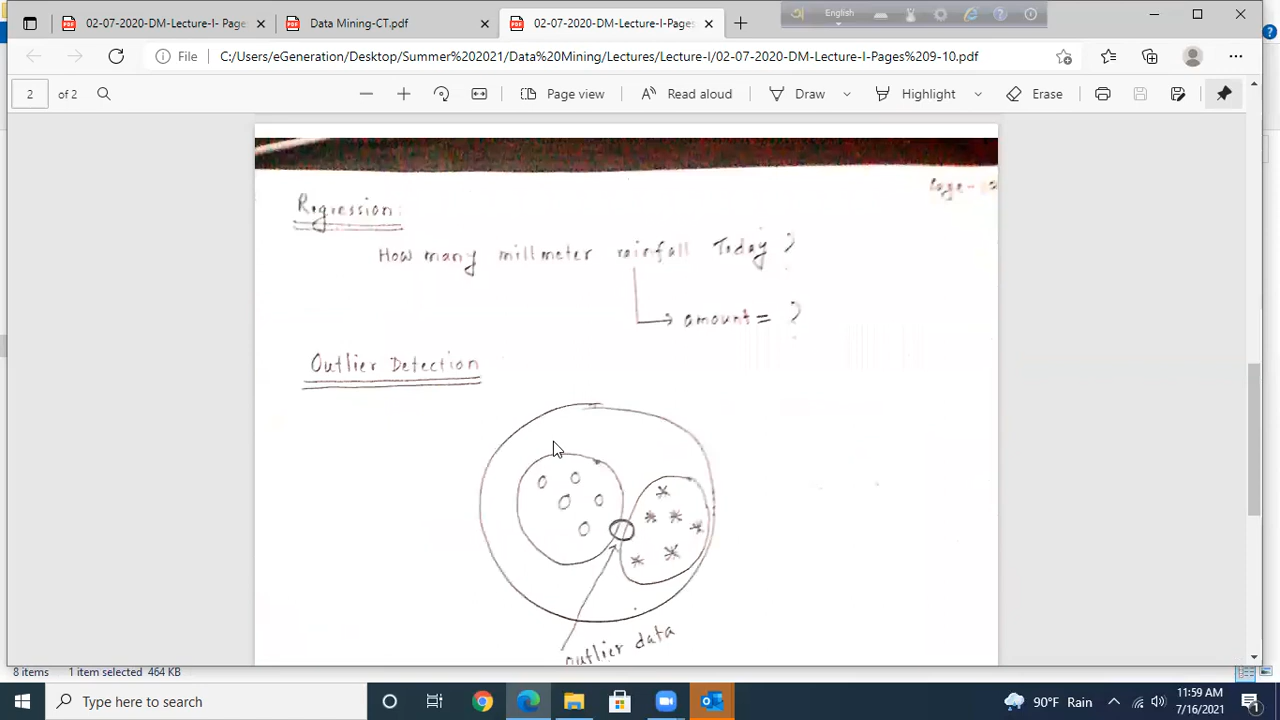 02-07-2020-DM-Lecture-I- Page
Data Mining-CT.pdf
02-07-2020-DM-Lecture-I-Pages
English
File
C:/Users/eGeneration/Desktop/Summer%202021/Data%20Mining/Lectures/Lecture-I/02-07-2020-DM-Lecture-I-Pages%209-10.pdf
2 of 2
Page view
Read aloud
Draw
Highlight
Erase
Page-
Regression:
How many millmeter rainfall Today ?
amount = ?
Outlier Detection
outlier data
8 items 1 item selected 464 KB
Type here to search
90°F Rain
11:59 AM
7/16/2021